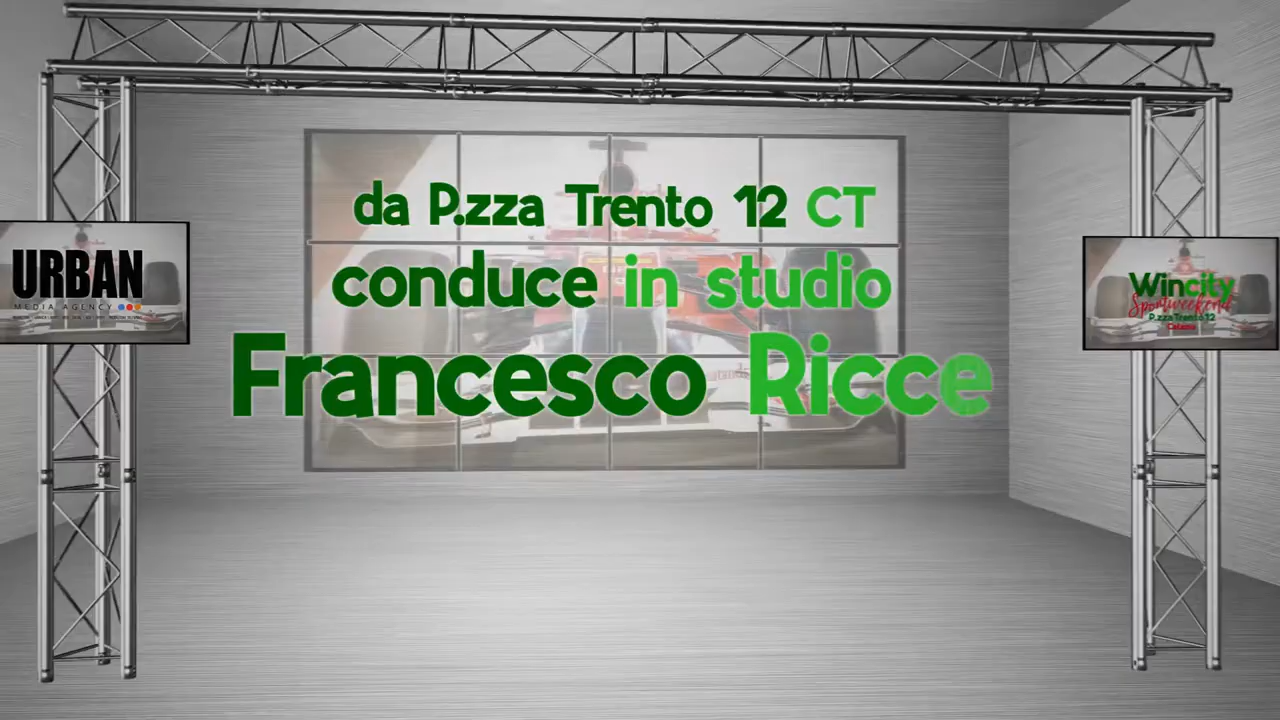 da P.zza Trento 12 CT
conduce in studio
Francesco Ricce
URBAN
MEDIA AGENCY
Wincity
Sportweekend
P.zza Trento 12
Catania